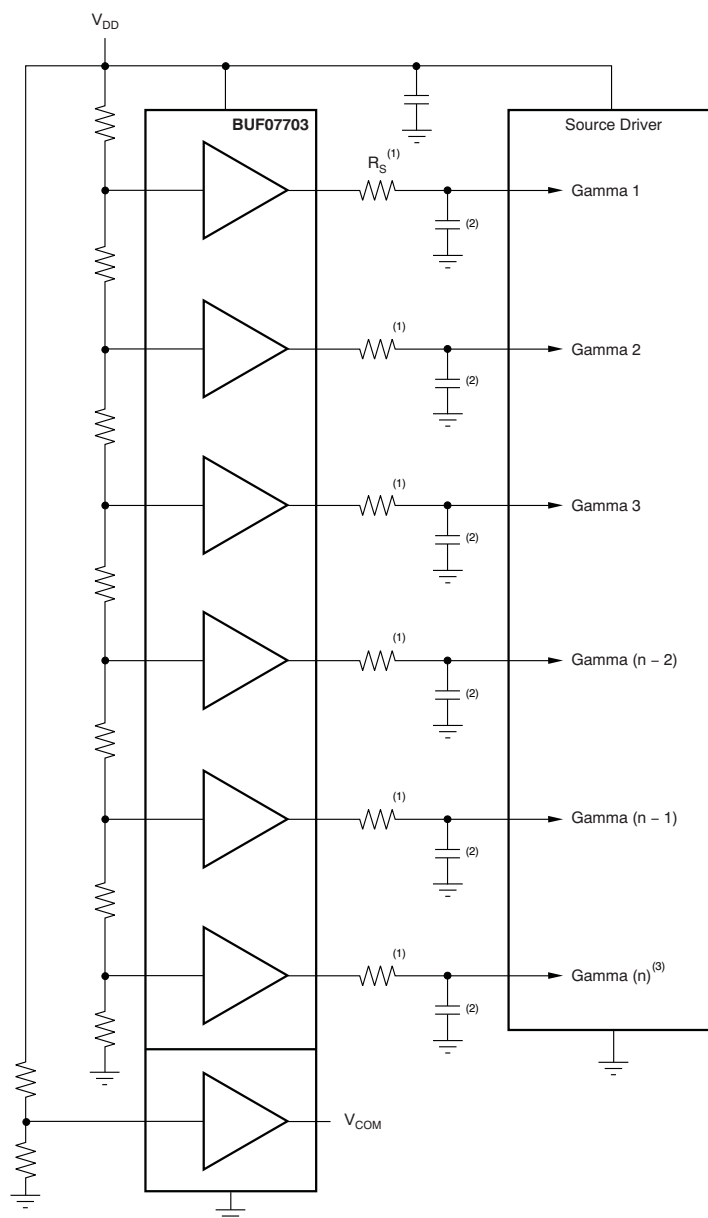 V_DD
BUF07703
Source Driver
R_S^(1)
Gamma 1
(2)
(1)
Gamma 2
(2)
(1)
Gamma 3
(2)
(1)
Gamma (n − 2)
(2)
(1)
Gamma (n − 1)
(2)
(1)
Gamma (n)^(3)
(2)
V_COM